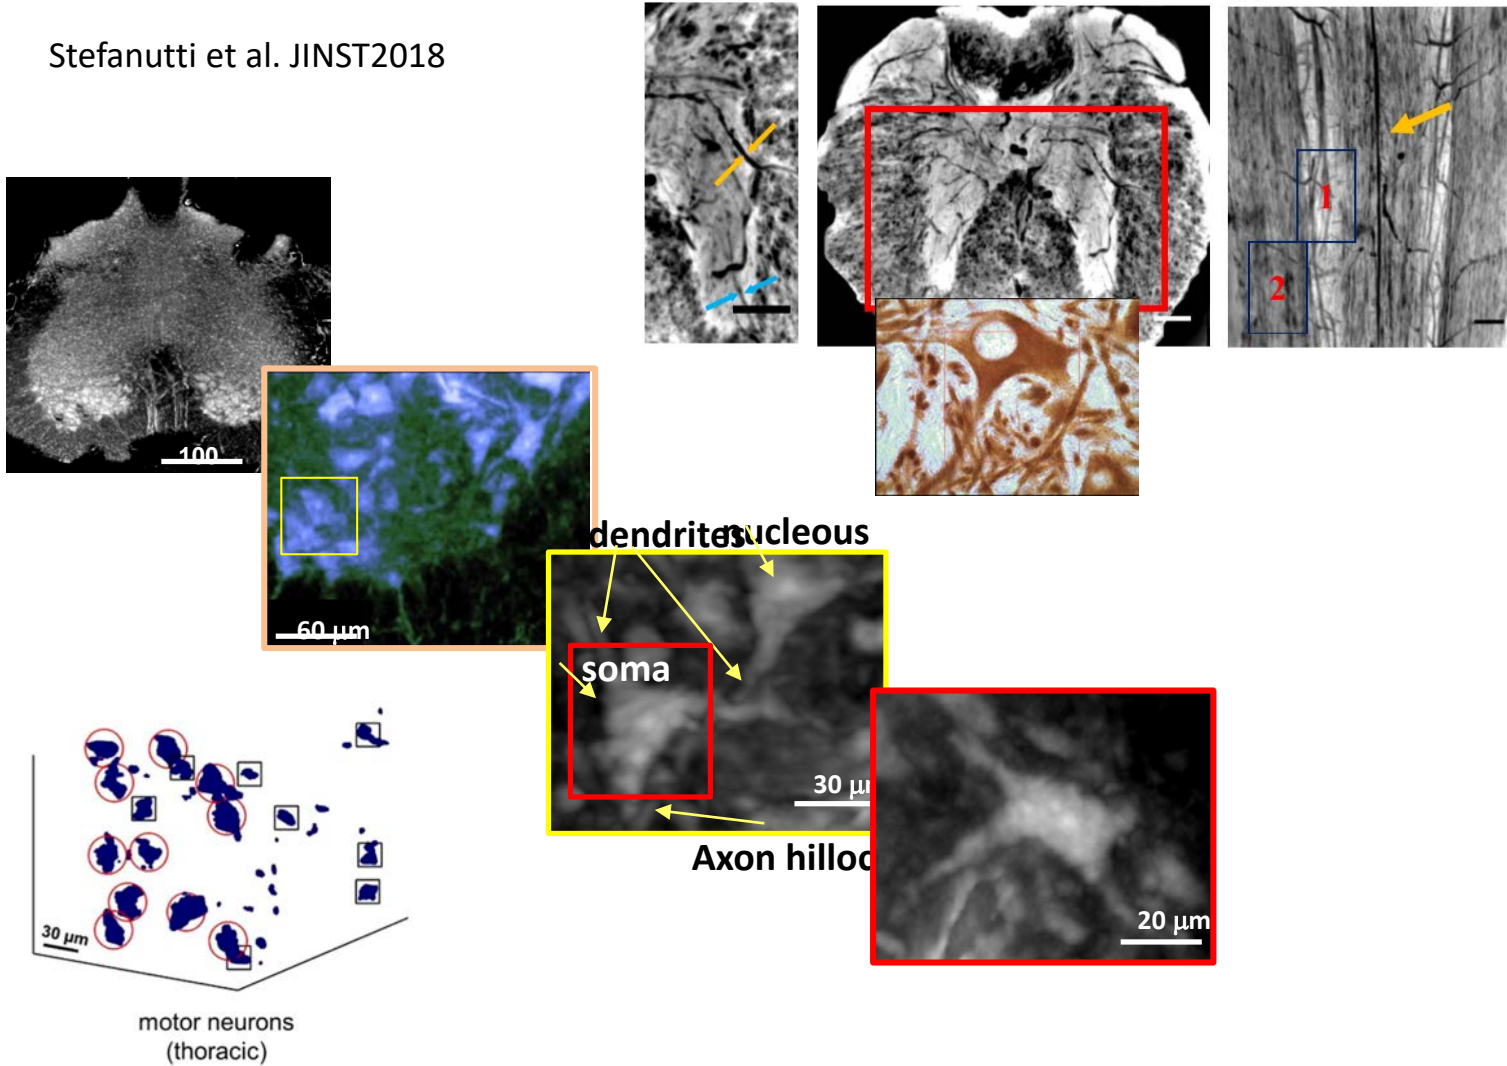 Stefanutti et al. JINST2018
1
2
100
60 μm
dendrites
nucleous
soma
30 μm
Axon hilloc
20 μm
30 μm
motor neurons
(thoracic)